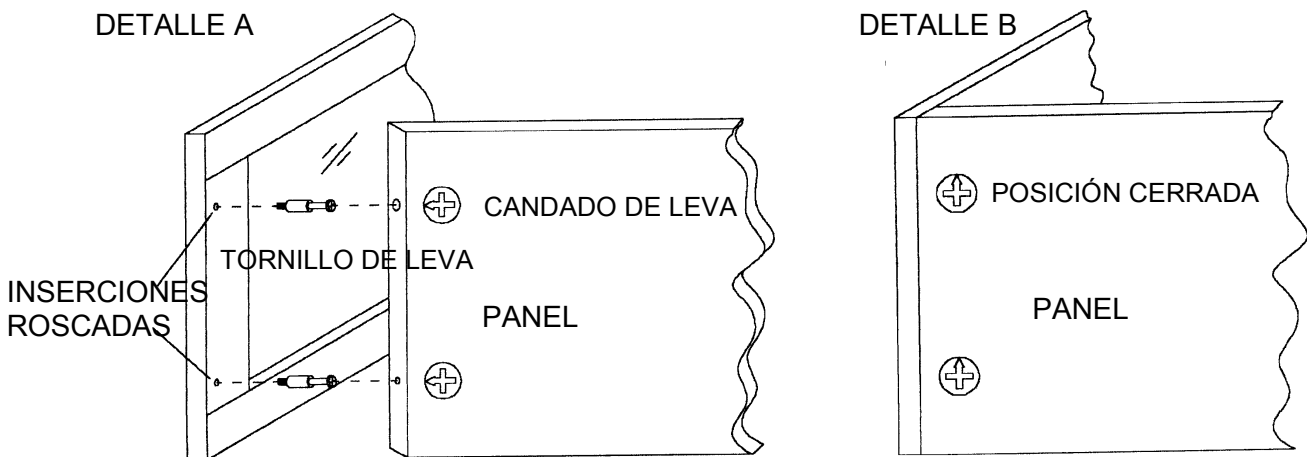 DETALLE A
CANDADO DE LEVA
TORNILLO DE LEVA
INSERCIONES
ROSCADAS
PANEL
DETALLE B
POSICIÓN CERRADA
PANEL